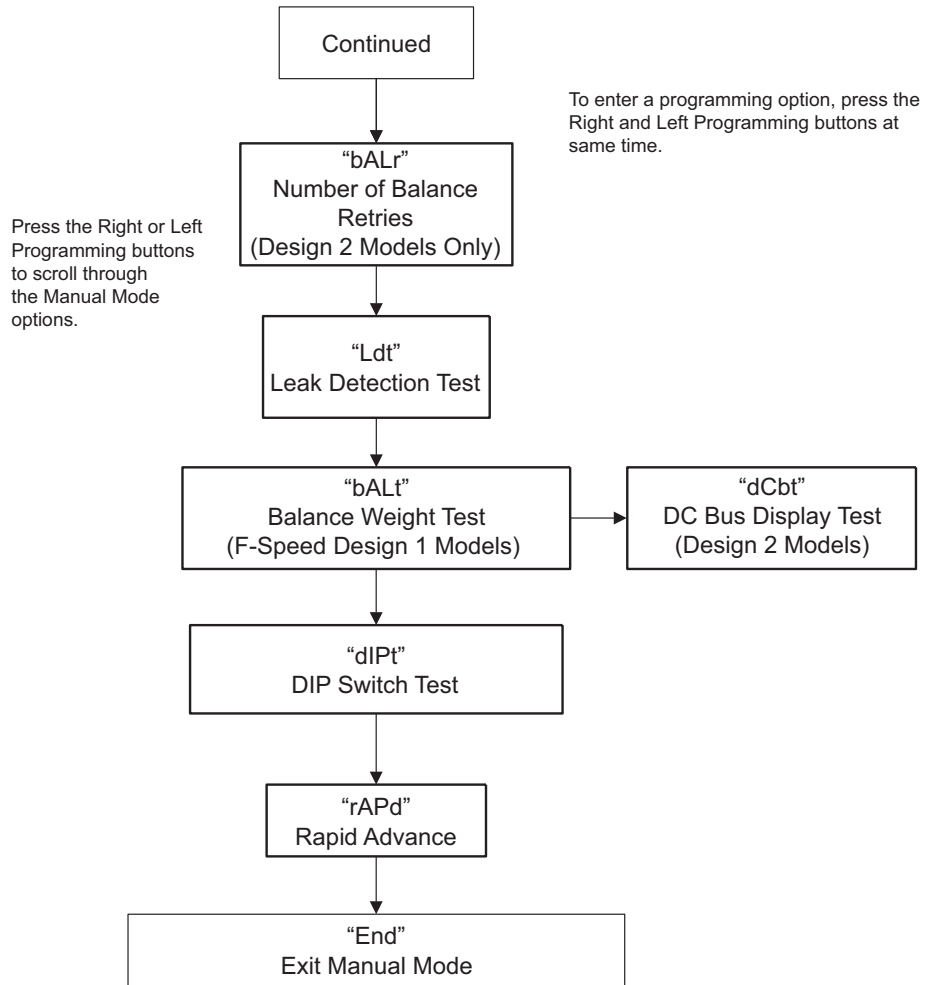 Continued
To enter a programming option, press the
Right and Left Programming buttons at
same time.
“bALr”
Number of Balance
Retries
(Design 2 Models Only)
Press the Right or Left
Programming buttons
to scroll through
the Manual Mode
options.
“Ldt”
Leak Detection Test
“bALt”
Balance Weight Test
(F-Speed Design 1 Models)
“dCbt”
DC Bus Display Test
(Design 2 Models)
“dIPt”
DIP Switch Test
“rAPd”
Rapid Advance
“End”
Exit Manual Mode